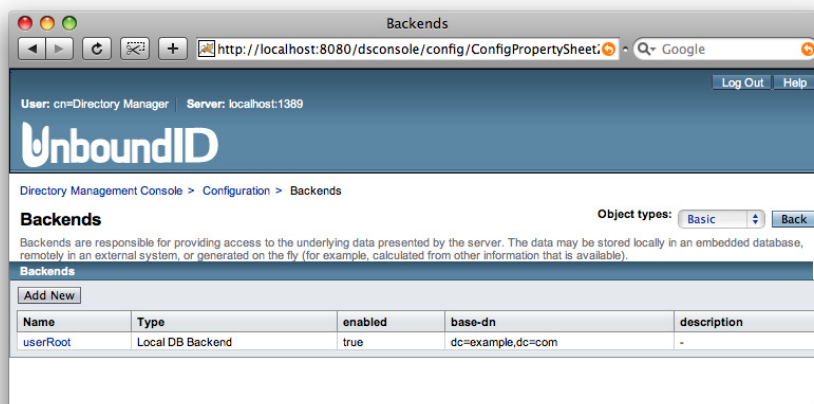 Backends
http://localhost:8080/dsconsole/config/ConfigPropertySheet
Google
Log Out Help
User: cn=Directory Manager Server: localhost:1389
UnboundID
Directory Management Console > Configuration > Backends
Backends
Object types: Basic Back
Backends are responsible for providing access to the underlying data presented by the server. The data may be stored locally in an embedded database,
remotely in an external system, or generated on the fly (for example, calculated from other information that is available).
Backends
Add New
Name Type enabled base-dn description
userRoot Local DB Backend true dc=example,dc=com -